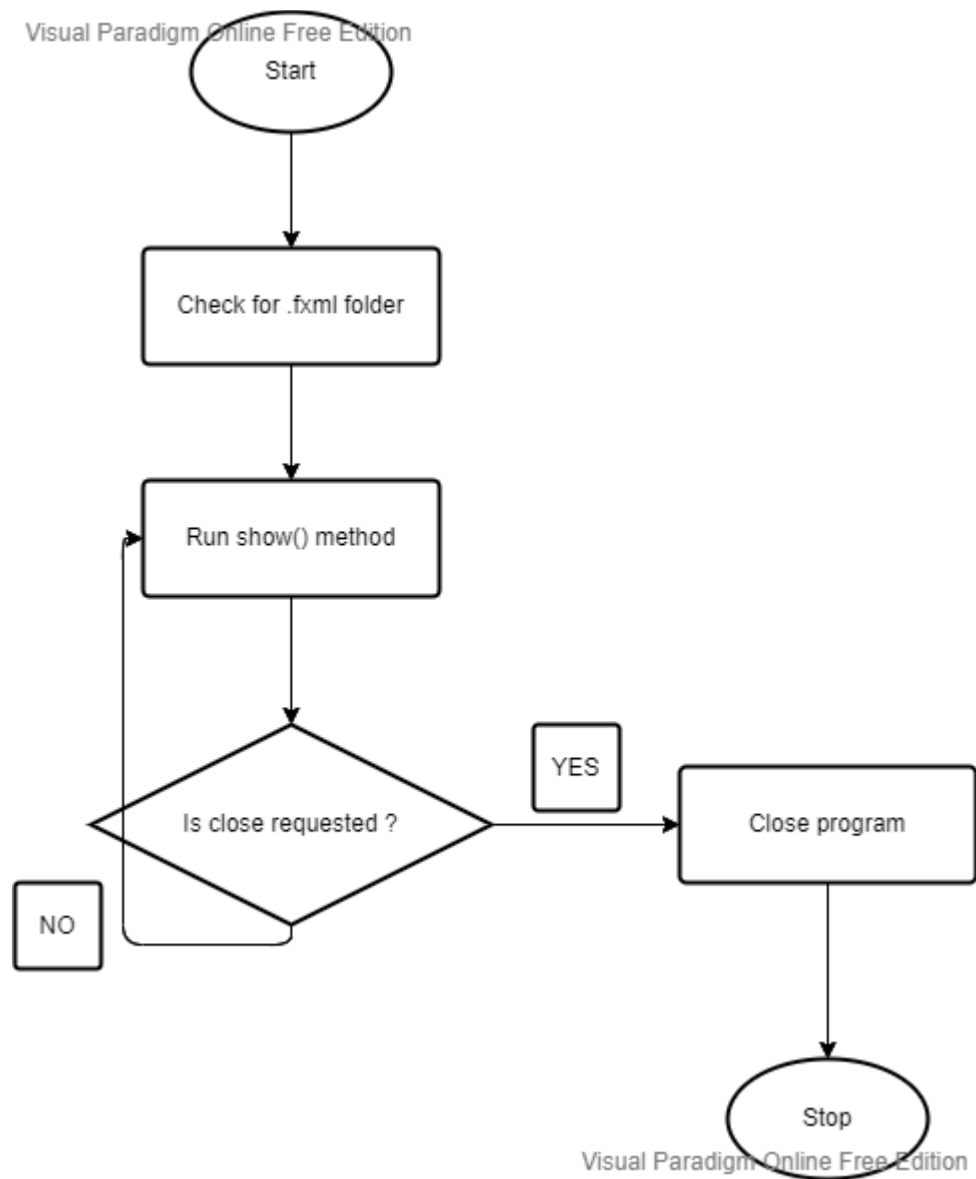 Visual Paradigm Online Free Edition
Start
Check for .fxml folder
Run show() method
Is close requested ?
YES
Close program
NO
Stop
Visual Paradigm Online Free Edition